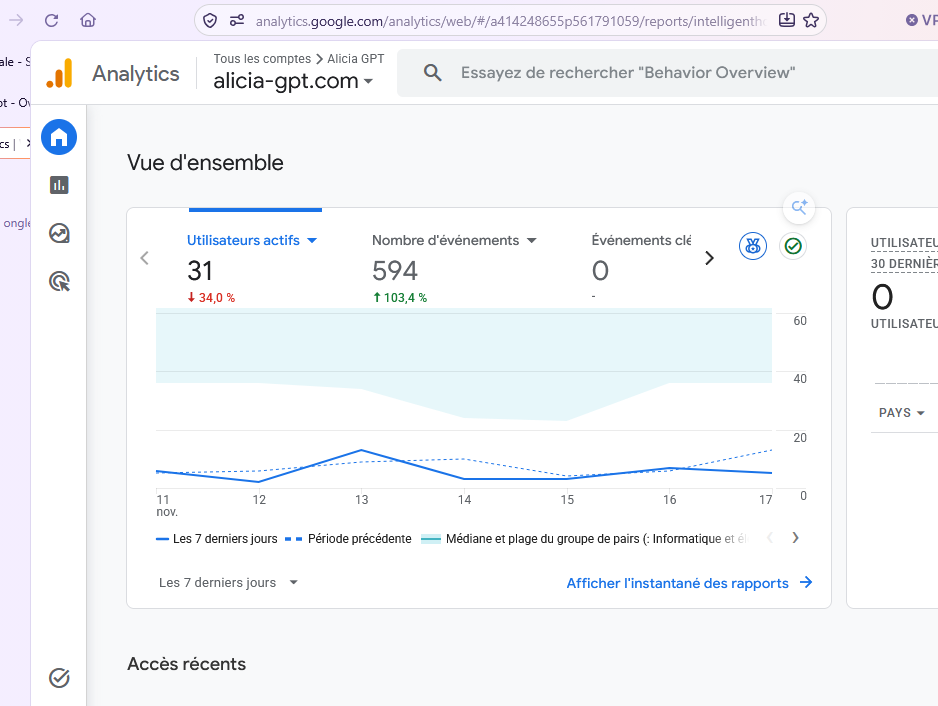 analytics.google.com/analytics/web/#/a414248655p561791059/reports/intelligenth
VP
ale - S
ot - Ov
cs |
ongle
Analytics
Tous les comptes > Alicia GPT
alicia-gpt.com
Essayez de rechercher "Behavior Overview"
Vue d'ensemble
Utilisateurs actifs
31
34,0 %
Nombre d'événements
594
103,4 %
Événements clé
0
-
60
40
20
0
11
nov.
12
13
14
15
16
17
Les 7 derniers jours
Période précédente
Médiane et plage du groupe de pairs (: Informatique et él
Les 7 derniers jours
Afficher l'instantané des rapports
UTILISATEU
30 DERNIÈR
0
UTILISATEU
PAYS
Accès récents